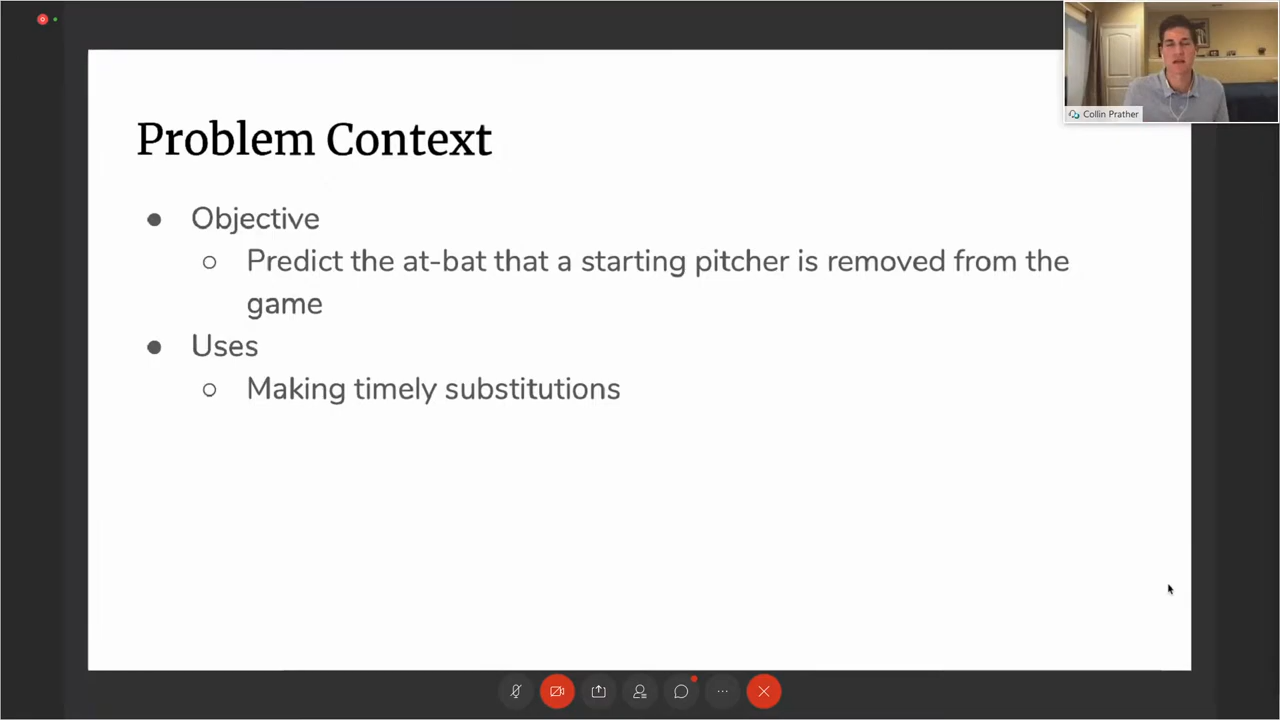 Collin Prather
Problem Context
● Objective
○ Predict the at-bat that a starting pitcher is removed from the
game
● Uses
○ Making timely substitutions